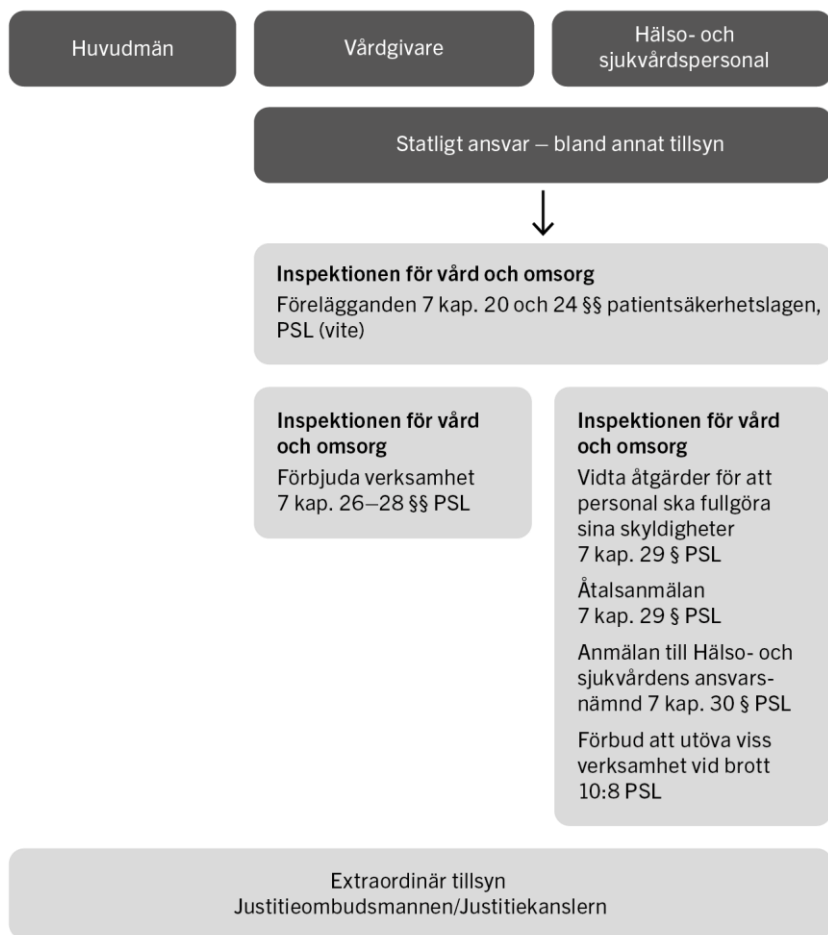 Huvudmän
Vårdgivare
Hälso- och
sjukvårdspersonal
Statligt ansvar – bland annat tillsyn
Inspektionen för vård och omsorg
Förelägganden 7 kap. 20 och 24 §§ patientsäkerhetslagen,
PSL (vite)
Inspektionen för vård
och omsorg
Förbjuda verksamhet
7 kap. 26–28 §§ PSL
Inspektionen för vård
och omsorg
Vidta åtgärder för att
personal ska fullgöra
sina skyldigheter
7 kap. 29 § PSL
Åtalsanmälan
7 kap. 29 § PSL
Anmälan till Hälso- och
sjukvårdens ansvars-
nämnd 7 kap. 30 § PSL
Förbud att utöva viss
verksamhet vid brott
10:8 PSL
Extraordinär tillsyn
Justitieombudsmannen/Justitiekanslern